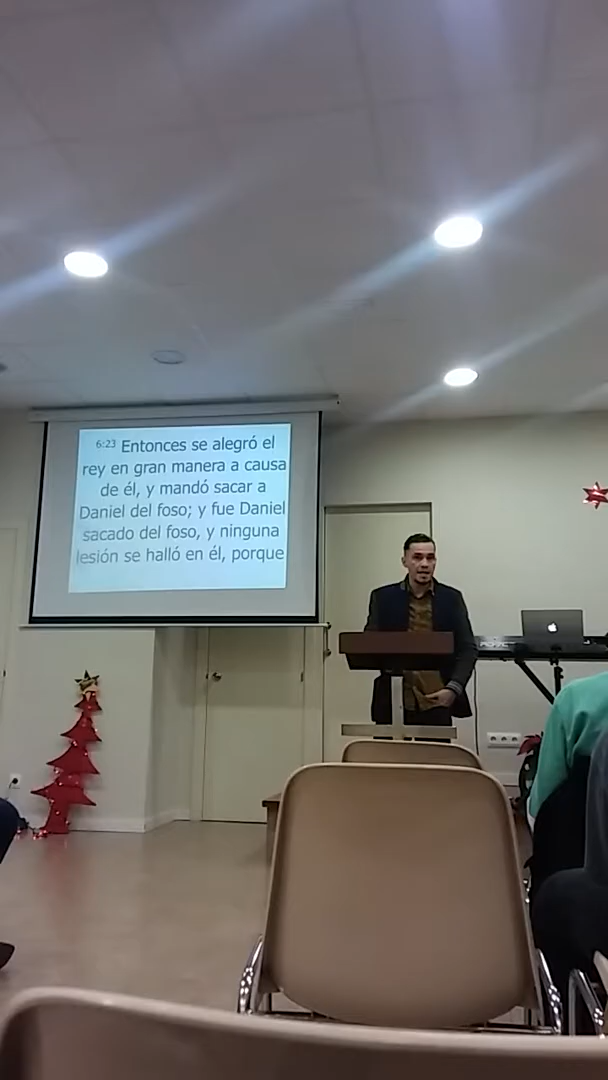 6:23 Entonces se alegró el
rey en gran manera a causa
de él, y mandó sacar a
Daniel del foso; y fue Daniel
sacado del foso, y ninguna
lesión se halló en él, porque